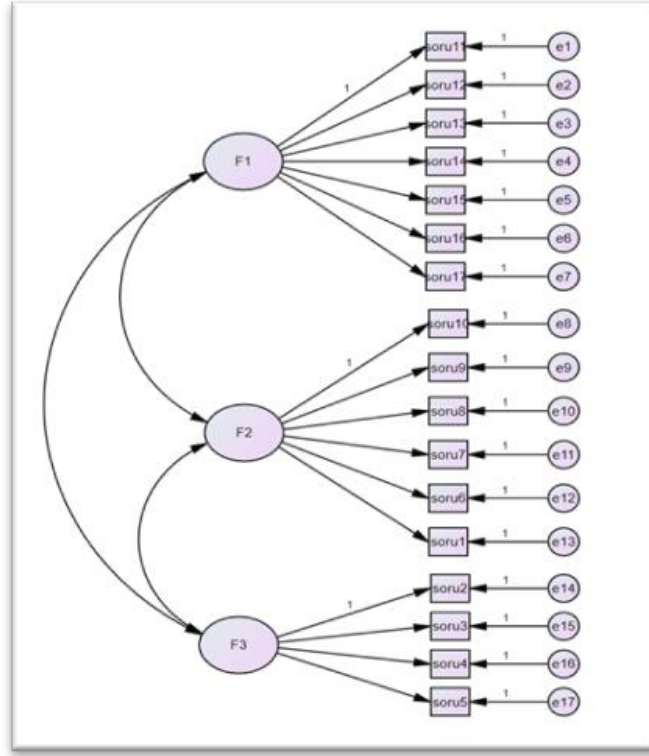 soru11 1 e1
1
soru12 1 e2
soru13 1 e3
F1 soru14 1 e4
soru15 1 e5
soru16 1 e6
soru17 1 e7
soru10 1 e8
1
soru9 1 e9
soru8 1 e10
F2
soru7 1 e11
soru6 1 e12
soru1 1 e13
soru2 1 e14
1
soru3 1 e15
F3
soru4 1 e16
soru5 1 e17